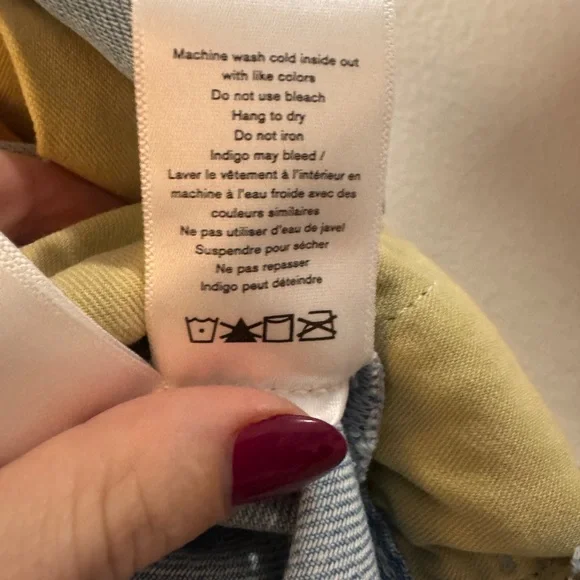 Machine wash cold inside out
with like colors
Do not use bleach
Hang to dry
Do not iron
Indigo may bleed /
Laver le vêtement à l'intérieur en
machine à l'eau froide avec des
couleurs similaires
Ne pas utiliser d'eau de javel
Suspendre pour sécher
Ne pas repasser
Indigo peut déteindre